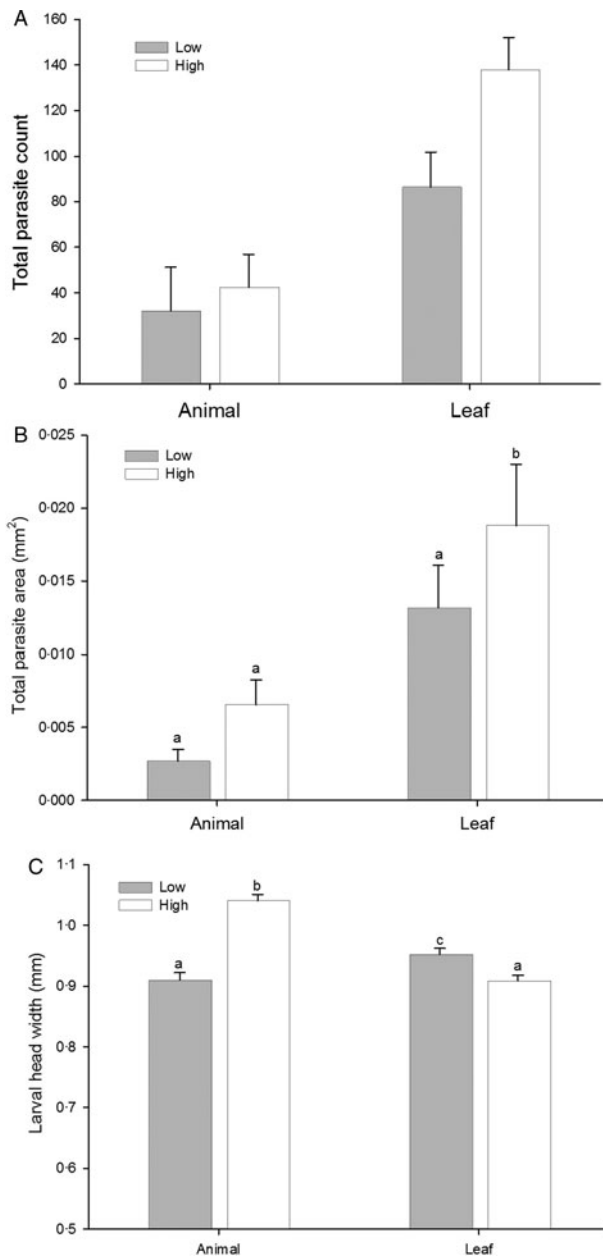 A
160
140
120
100
80
60
40
20
0
Total parasite count
Low
High
Animal Leaf
B
0·025
0·020
0·015
0·010
0·005
0·000
Total parasite area (mm²)
Low
High
a
a
a
b
Animal Leaf
C
1·1
1·0
0·9
0·8
0·7
0·6
0·5
Larval head width (mm)
Low
High
a
b
c
a
Animal Leaf